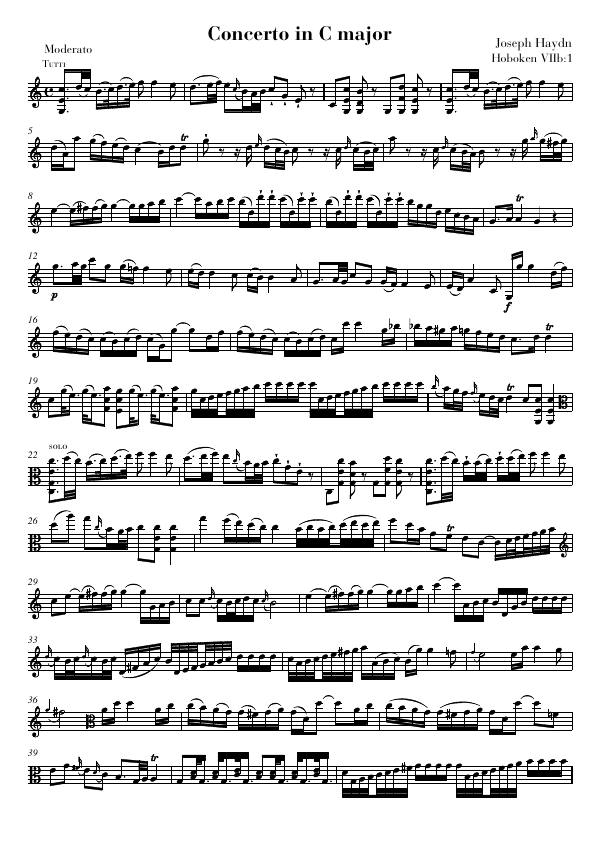 Concerto in C major
Moderato
Joseph Haydn
TUTTI
Hoboken VIIb:1
5
tr
8
tr
12
p
f
16
tr
19
tr
22
SOLO
26
tr
29
33
36
39
tr